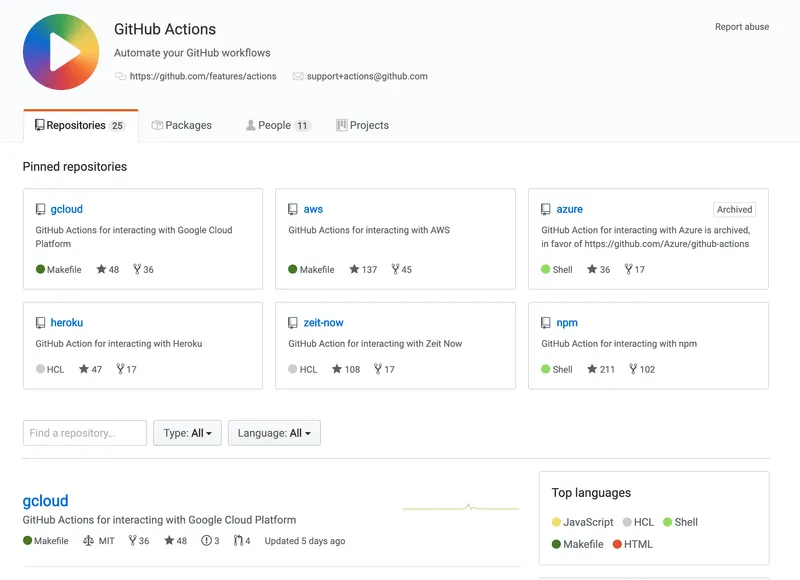 GitHub Actions
Report abuse
Automate your GitHub workflows
https://github.com/features/actions support+actions@github.com
Repositories 25 Packages People 11 Projects
Pinned repositories
gcloud
GitHub Actions for interacting with Google Cloud
Platform
Makefile 48 36
aws
GitHub Actions for interacting with AWS
Makefile 137 45
azure Archived
GitHub Action for interacting with Azure is archived,
in favor of https://github.com/Azure/github-actions
Shell 36 17
heroku
GitHub Action for interacting with Heroku
HCL 47 17
zeit-now
GitHub Action for interacting with Zeit Now
HCL 108 17
npm
GitHub Action for interacting with npm
Shell 211 102
Find a repository... Type: All Language: All
gcloud
GitHub Actions for interacting with Google Cloud Platform
Makefile MIT 36 48 3 4 Updated 5 days ago
Top languages
JavaScript HCL Shell
Makefile HTML